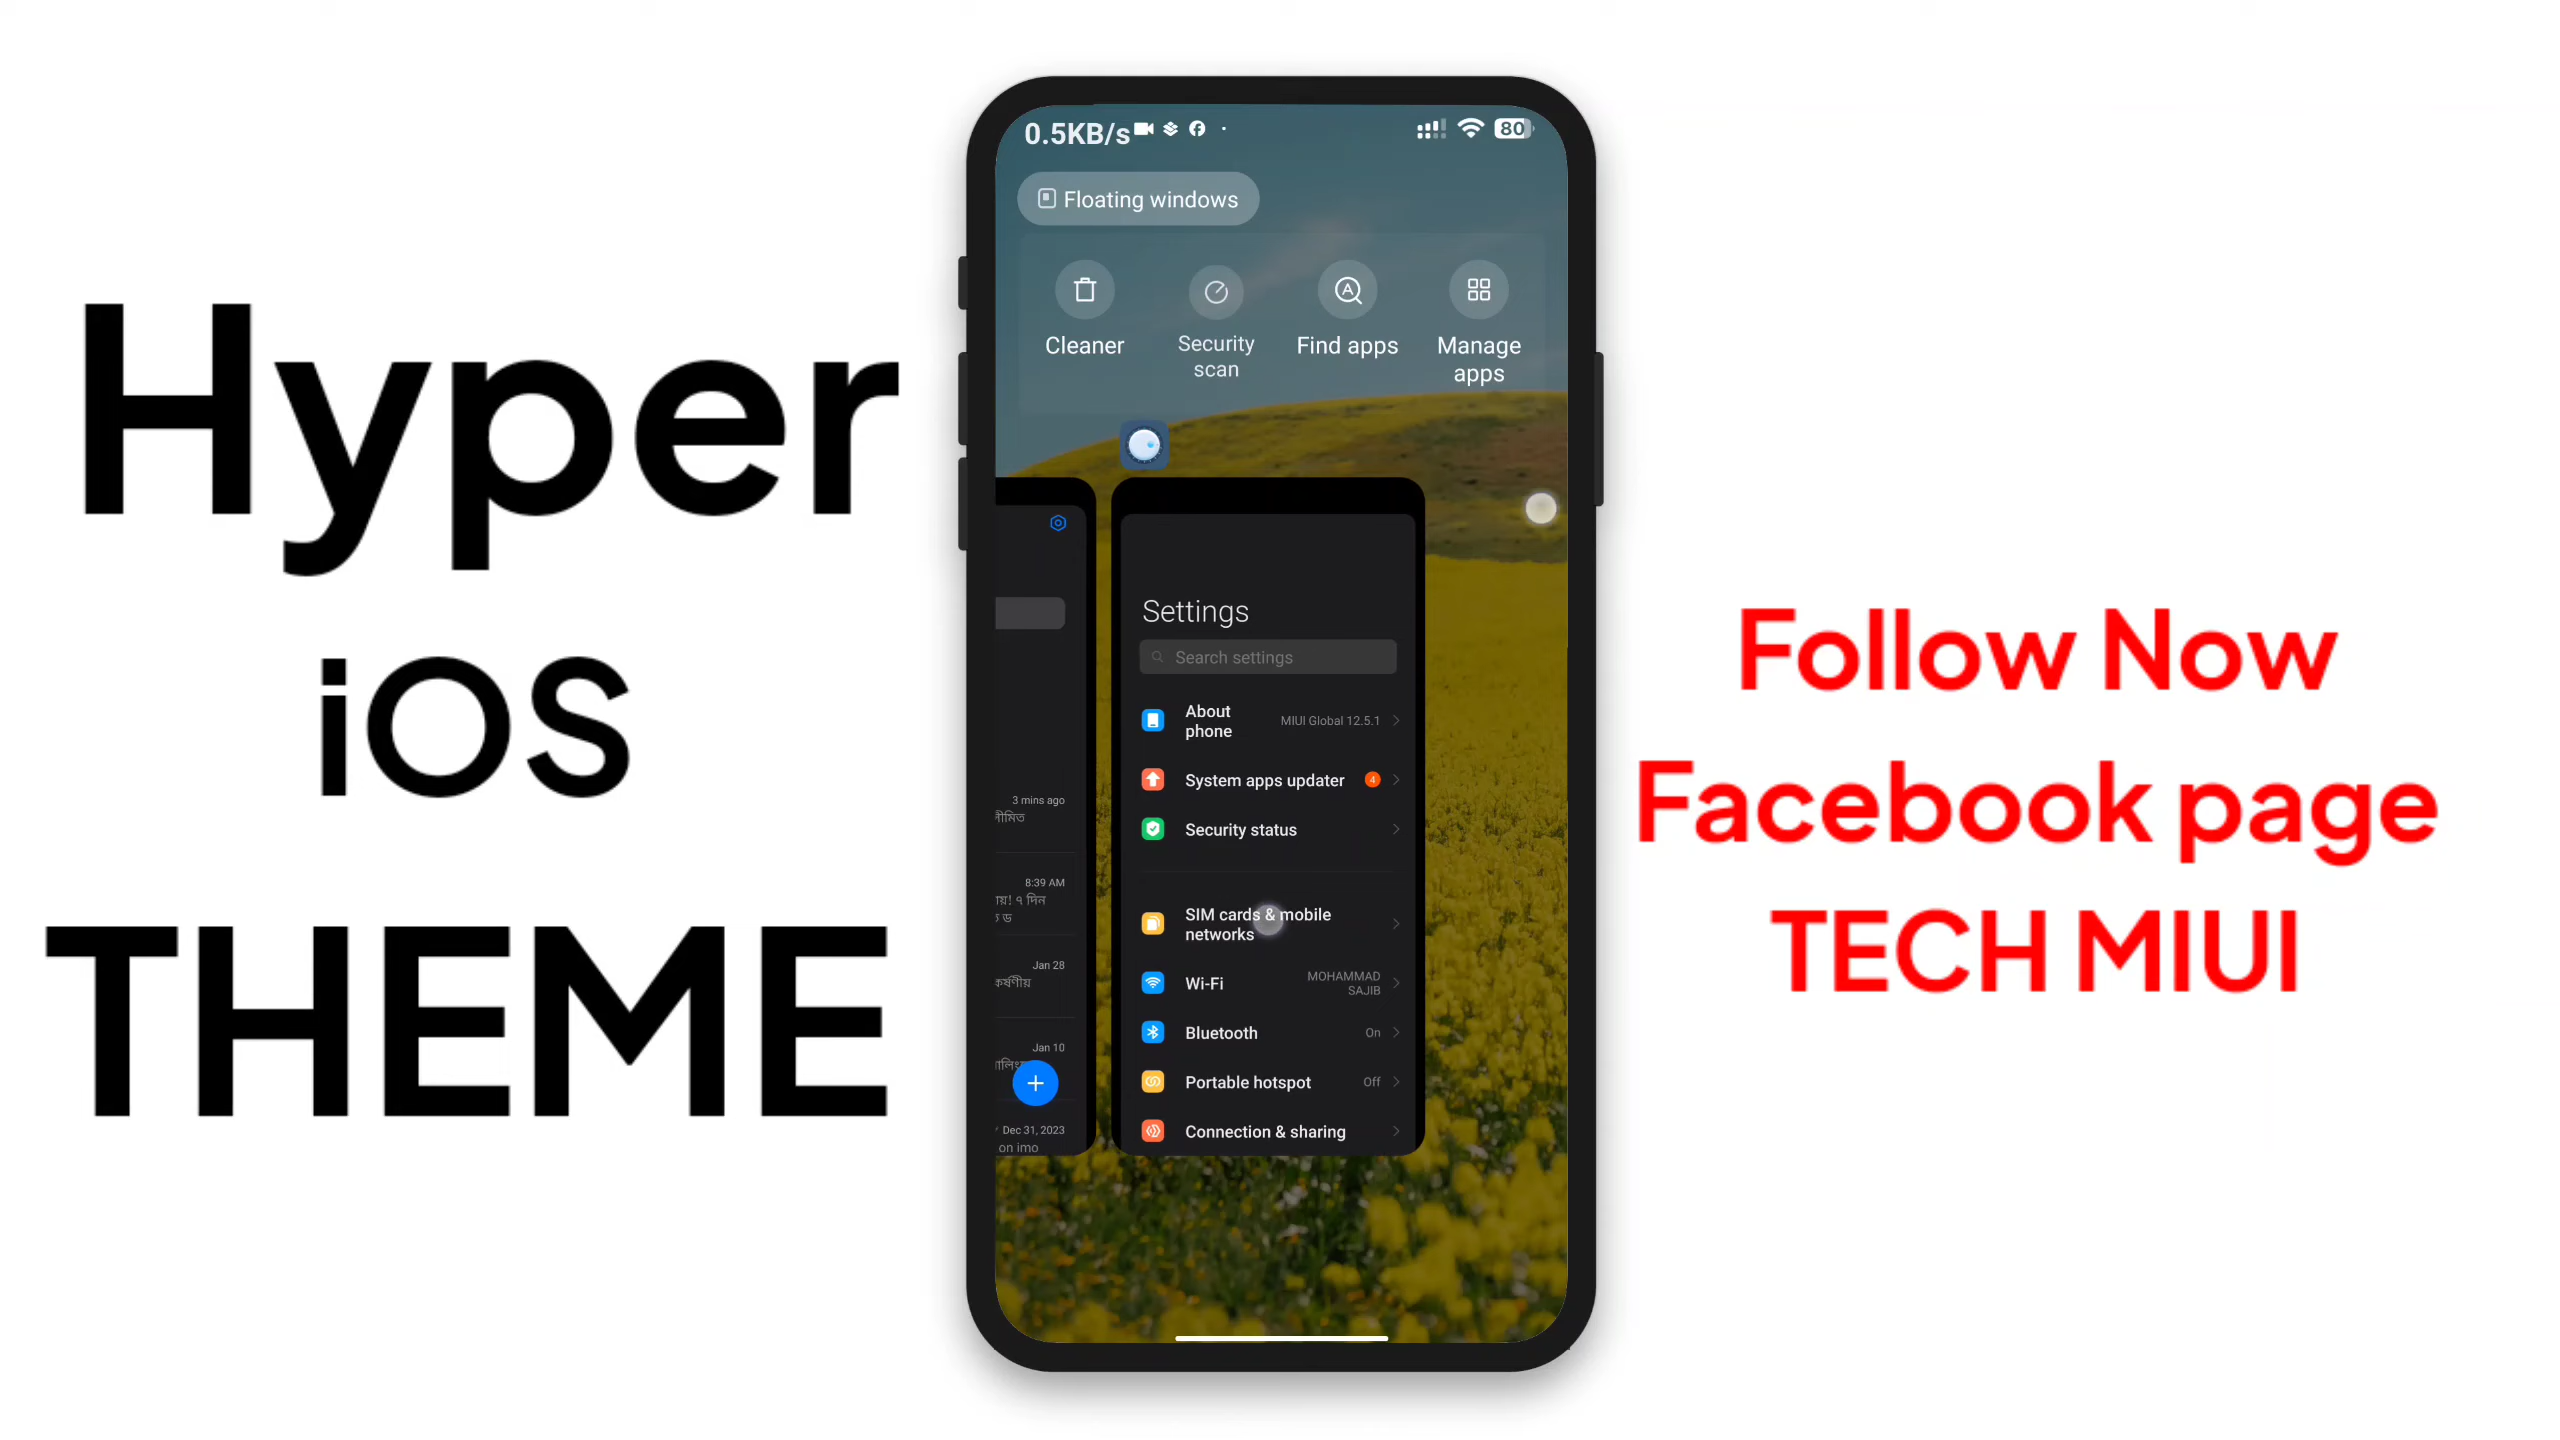 Hyper
iOS
THEME
0.5KB/s
80
Floating windows
Cleaner
Security
scan
Find apps
Manage
apps
3 mins ago
8:39 AM
৭ দিন
Jan 28
Jan 10
Dec 31, 2023
on imo
Settings
Search settings
About
phone
MIUI Global 12.5.1
System apps updater
4
Security status
SIM cards & mobile
networks
Wi-Fi
MOHAMMAD
SAJIB
Bluetooth
On
Portable hotspot
Off
Connection & sharing
Follow Now
Facebook page
TECH MIUI